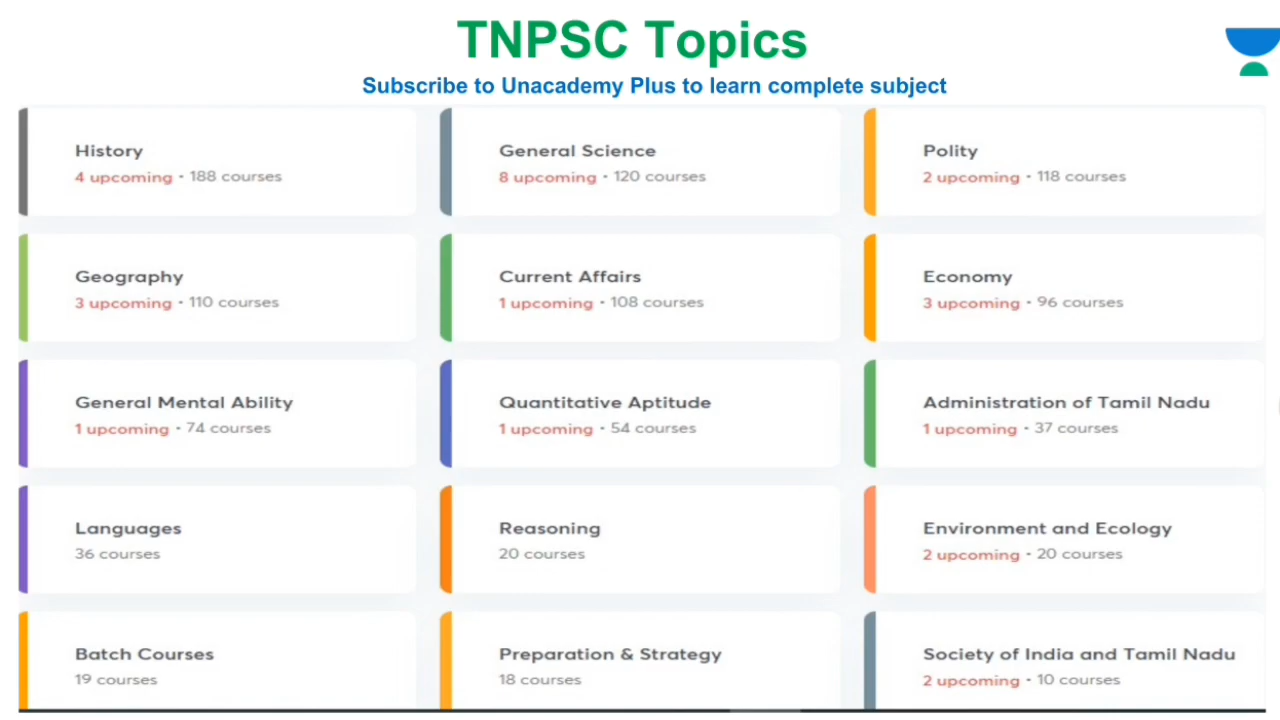 TNPSC Topics
Subscribe to Unacademy Plus to learn complete subject
History
4 upcoming · 188 courses
General Science
8 upcoming · 120 courses
Polity
2 upcoming · 118 courses
Geography
3 upcoming · 110 courses
Current Affairs
1 upcoming · 108 courses
Economy
3 upcoming · 96 courses
General Mental Ability
1 upcoming · 74 courses
Quantitative Aptitude
1 upcoming · 54 courses
Administration of Tamil Nadu
1 upcoming · 37 courses
Languages
36 courses
Reasoning
20 courses
Environment and Ecology
2 upcoming · 20 courses
Batch Courses
19 courses
Preparation & Strategy
18 courses
Society of India and Tamil Nadu
2 upcoming · 10 courses